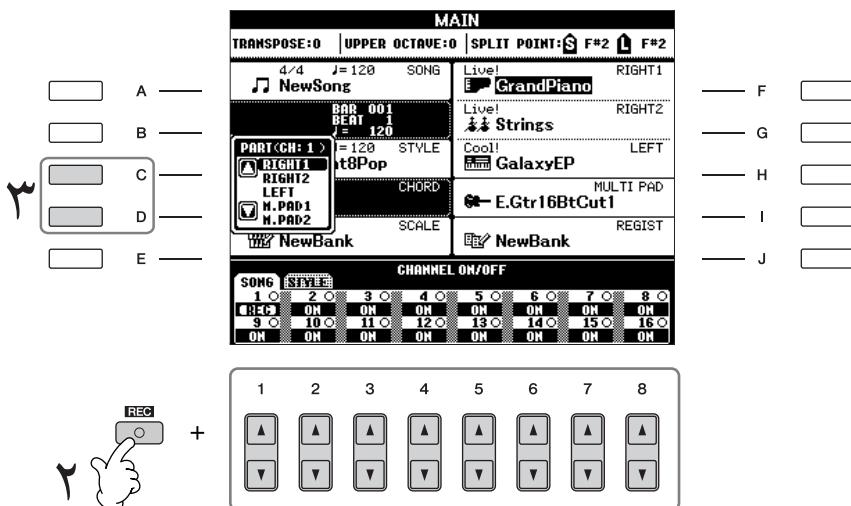 MAIN
TRANSPOSE:0 UPPER OCTAVE:0 SPLIT POINT: S F#2 L F#2
4/4 ♩=120 SONG
NewSong
BAR 001
BEAT 1
♩= 120
♩=120 STYLE
at8Pop
PART(CH: 1 )
RIGHT1
RIGHT2
LEFT
M.PAD1
M.PAD2
CHORD
SCALE
NewBank
Live! RIGHT1
GrandPiano
Live! RIGHT2
Strings
Cool! LEFT
GalaxyEP
MULTI PAD
E.Gtr16BtCut1
REGIST
NewBank
A
B
C
D
E
F
G
H
I
J
٣
CHANNEL ON/OFF
SONG STYLE
1 2 3 4 5 6 7 8
REC ON ON ON ON ON ON ON
9 10 11 12 13 14 15 16
ON ON ON ON ON ON ON ON
1 2 3 4 5 6 7 8
REC
+
٢